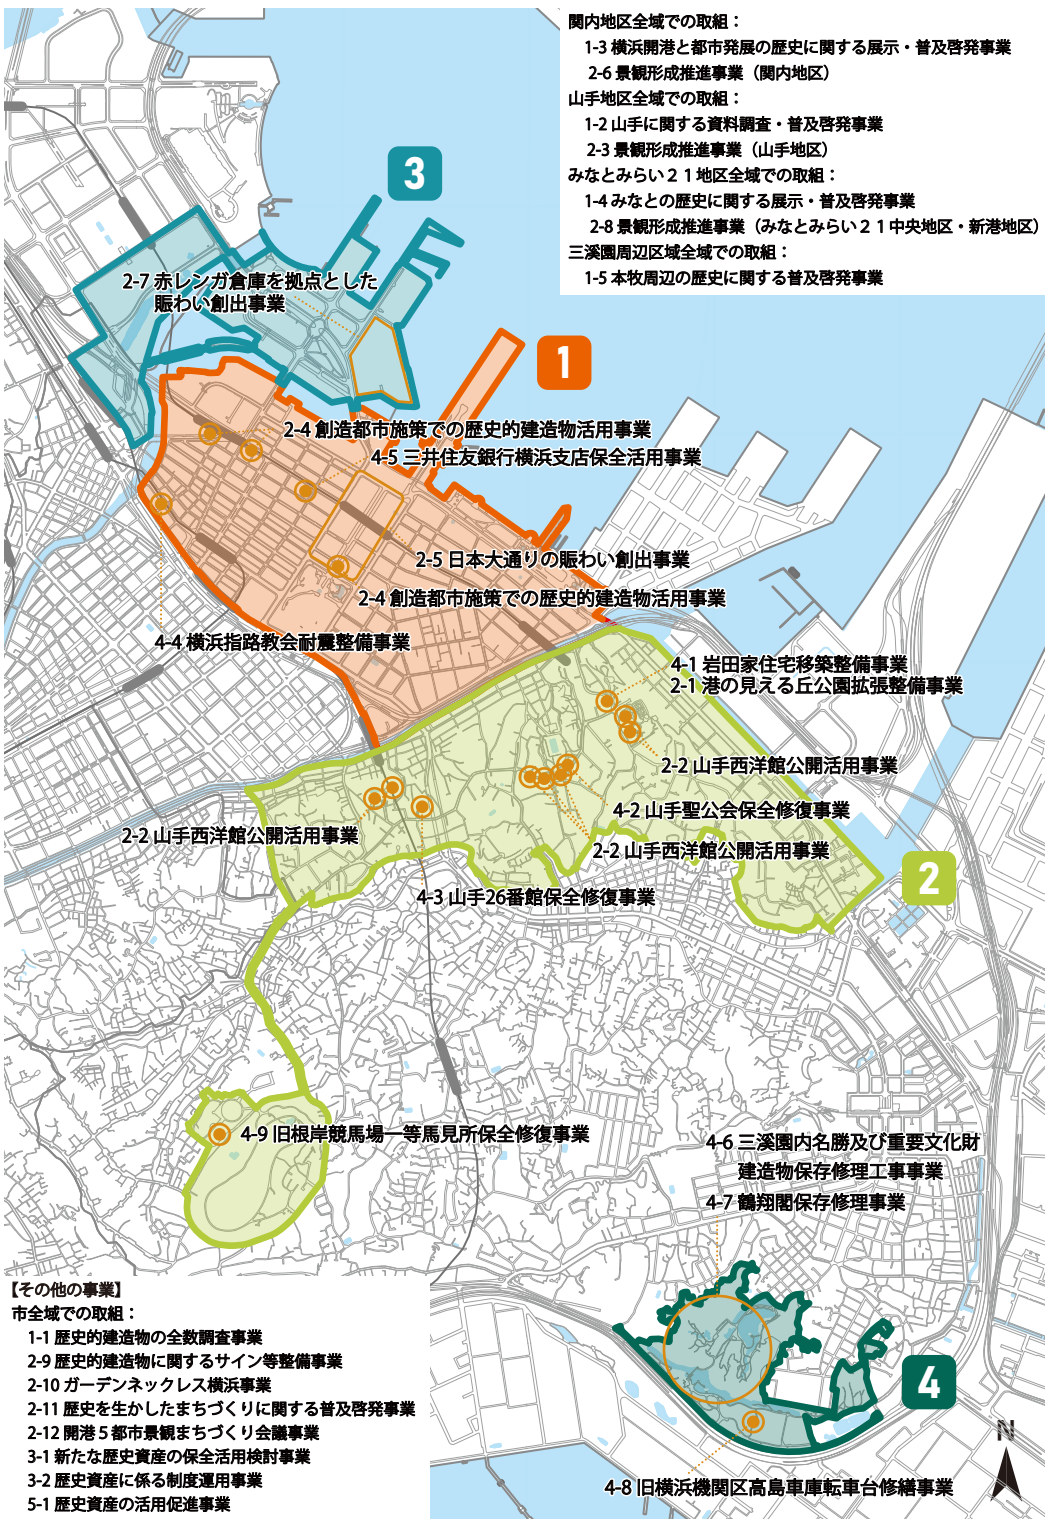 関内地区全域での取組：
1-3 横浜開港と都市発展の歴史に関する展示・普及啓発事業
2-6 景観形成推進事業（関内地区）
山手地区全域での取組：
1-2 山手に関する資料調査・普及啓発事業
2-3 景観形成推進事業（山手地区）
みなとみらい２１地区全域での取組：
1-4 みなとの歴史に関する展示・普及啓発事業
2-8 景観形成推進事業（みなとみらい２１中央地区・新港地区）
三溪園周辺区域全域での取組：
1-5 本牧周辺の歴史に関する普及啓発事業
3
2-7 赤レンガ倉庫を拠点とした
賑わい創出事業
1
2-4 創造都市施策での歴史的建造物活用事業
4-5 三井住友銀行横浜支店保全活用事業
2-5 日本大通りの賑わい創出事業
2-4 創造都市施策での歴史的建造物活用事業
4-4 横浜指路教会耐震整備事業
4-1 岩田家住宅移築整備事業
2-1 港の見える丘公園拡張整備事業
2-2 山手西洋館公開活用事業
4-2 山手聖公会保全修復事業
2-2 山手西洋館公開活用事業
2-2 山手西洋館公開活用事業
2
4-3 山手26番館保全修復事業
4-9 旧根岸競馬場一等馬見所保全修復事業
4-6 三溪園内名勝及び重要文化財
建造物保存修理工事事業
4-7 鶴翔閣保存修理事業
4
N
4-8 旧横浜機関区高島車庫転車台修繕事業
【その他の事業】
市全域での取組：
1-1 歴史的建造物の全数調査事業
2-9 歴史的建造物に関するサイン等整備事業
2-10 ガーデンネックレス横浜事業
2-11 歴史を生かしたまちづくりに関する普及啓発事業
2-12 開港５都市景観まちづくり会議事業
3-1 新たな歴史資産の保全活用検討事業
3-2 歴史資産に係る制度運用事業
5-1 歴史資産の活用促進事業